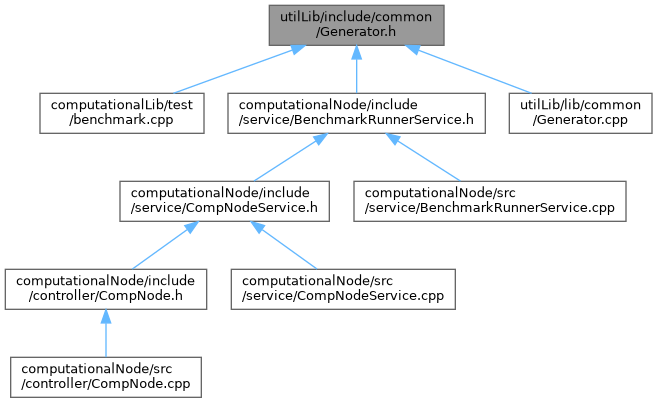 utilLib/include/common
/Generator.h
computationalLib/test
/benchmark.cpp
computationalNode/include
/service/BenchmarkRunnerService.h
utilLib/lib/common
/Generator.cpp
computationalNode/include
/service/CompNodeService.h
computationalNode/src
/service/BenchmarkRunnerService.cpp
computationalNode/include
/controller/CompNode.h
computationalNode/src
/service/CompNodeService.cpp
computationalNode/src
/controller/CompNode.cpp